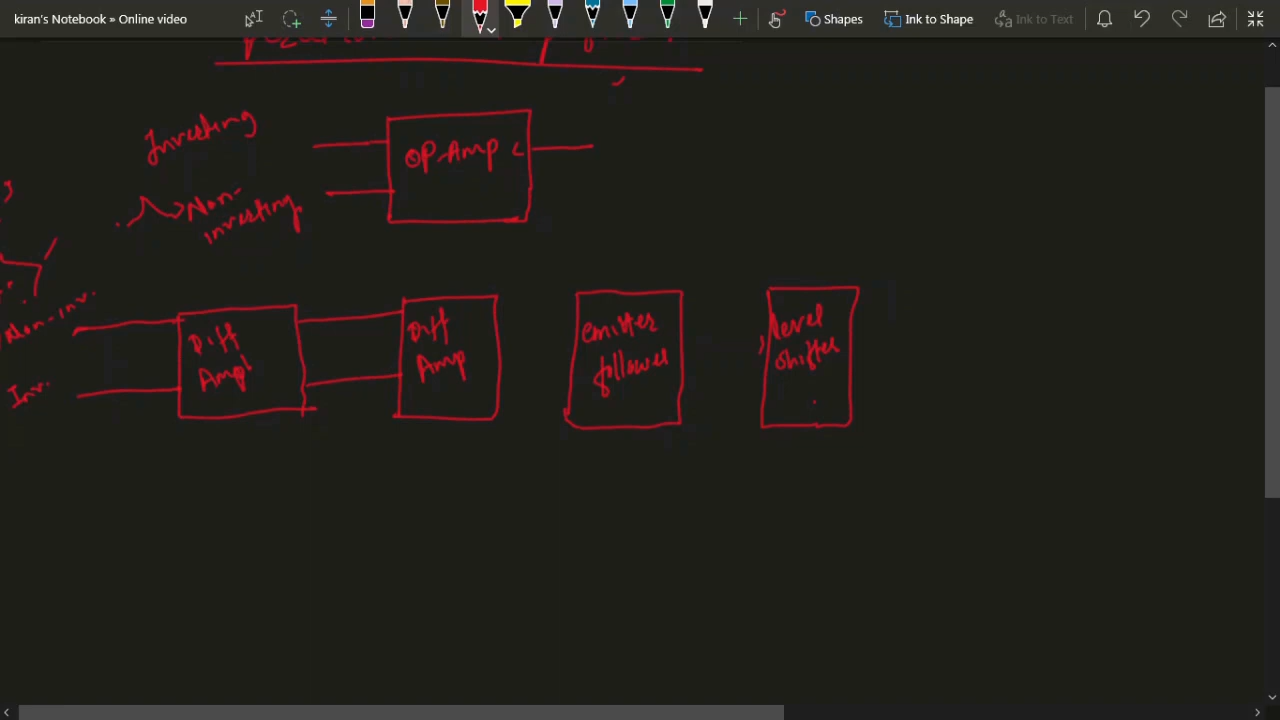 kiran's Notebook » Online video
Shapes
Ink to Shape
Ink to Text
Inverting
Non-
inverting
OP-Amp
Non-inv.
Inv.
Diff
Amp
Diff
Amp
emitter
follower
level
shifter